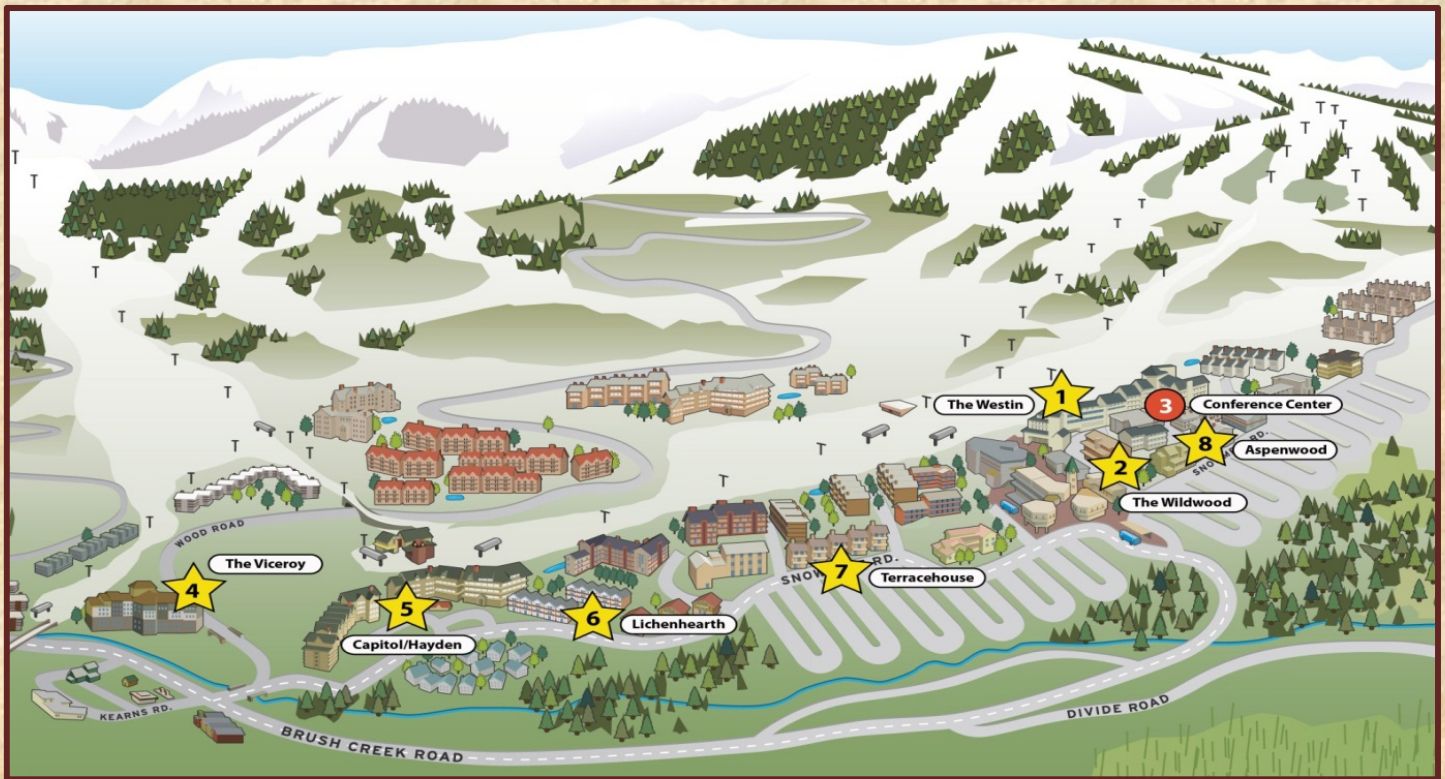 1
The Westin
3
Conference Center
8
Aspenwood
2
The Wildwood
WOOD ROAD
The Viceroy
4
5
Capitol/Hayden
6
Lichenhearth
7
Terracehouse
RD.
RD.
KEARNS RD.
BRUSH CREEK ROAD
DIVIDE ROAD